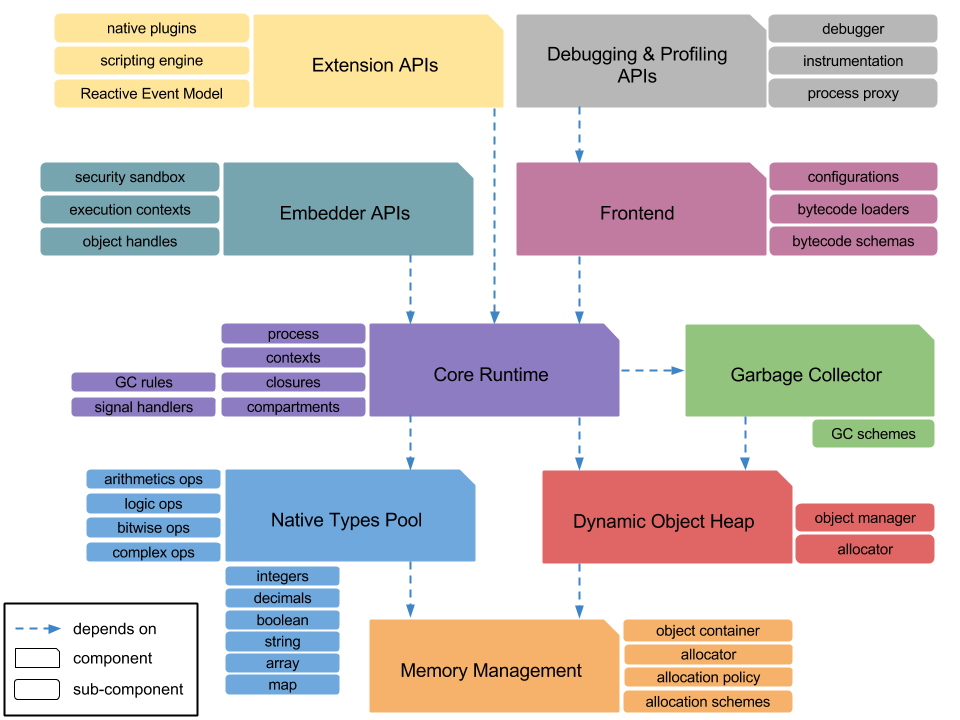 native plugins
scripting engine
Reactive Event Model
Extension APIs
Debugging & Profiling
APIs
debugger
instrumentation
process proxy
security sandbox
execution contexts
object handles
Embedder APIs
Frontend
configurations
bytecode loaders
bytecode schemas
process
contexts
GC rules
closures
signal handlers
compartments
Core Runtime
Garbage Collector
GC schemes
arithmetics ops
logic ops
bitwise ops
complex ops
Native Types Pool
integers
decimals
boolean
string
array
map
Dynamic Object Heap
object manager
allocator
depends on
component
sub-component
Memory Management
object container
allocator
allocation policy
allocation schemes